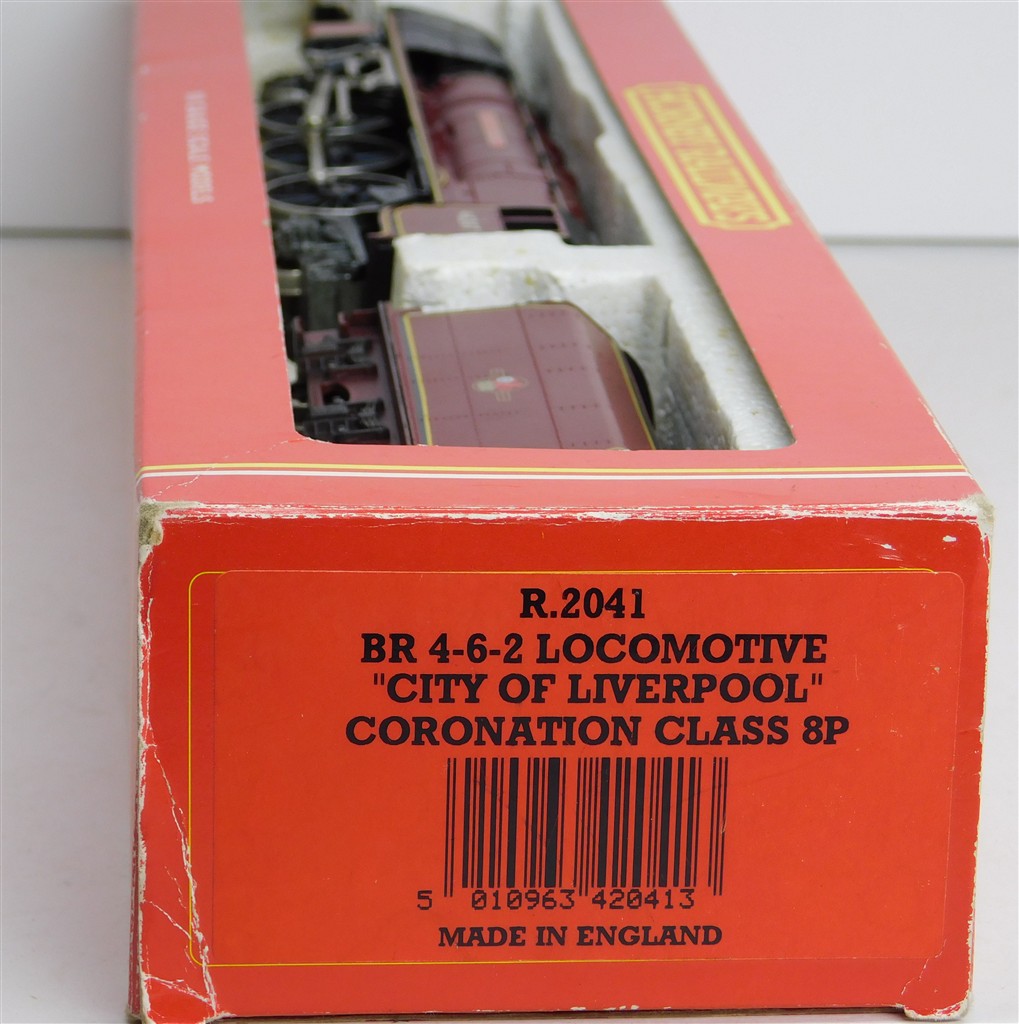 R.2041
BR 4-6-2 LOCOMOTIVE
"CITY OF LIVERPOOL"
CORONATION CLASS 8P
5 010963 420413
MADE IN ENGLAND